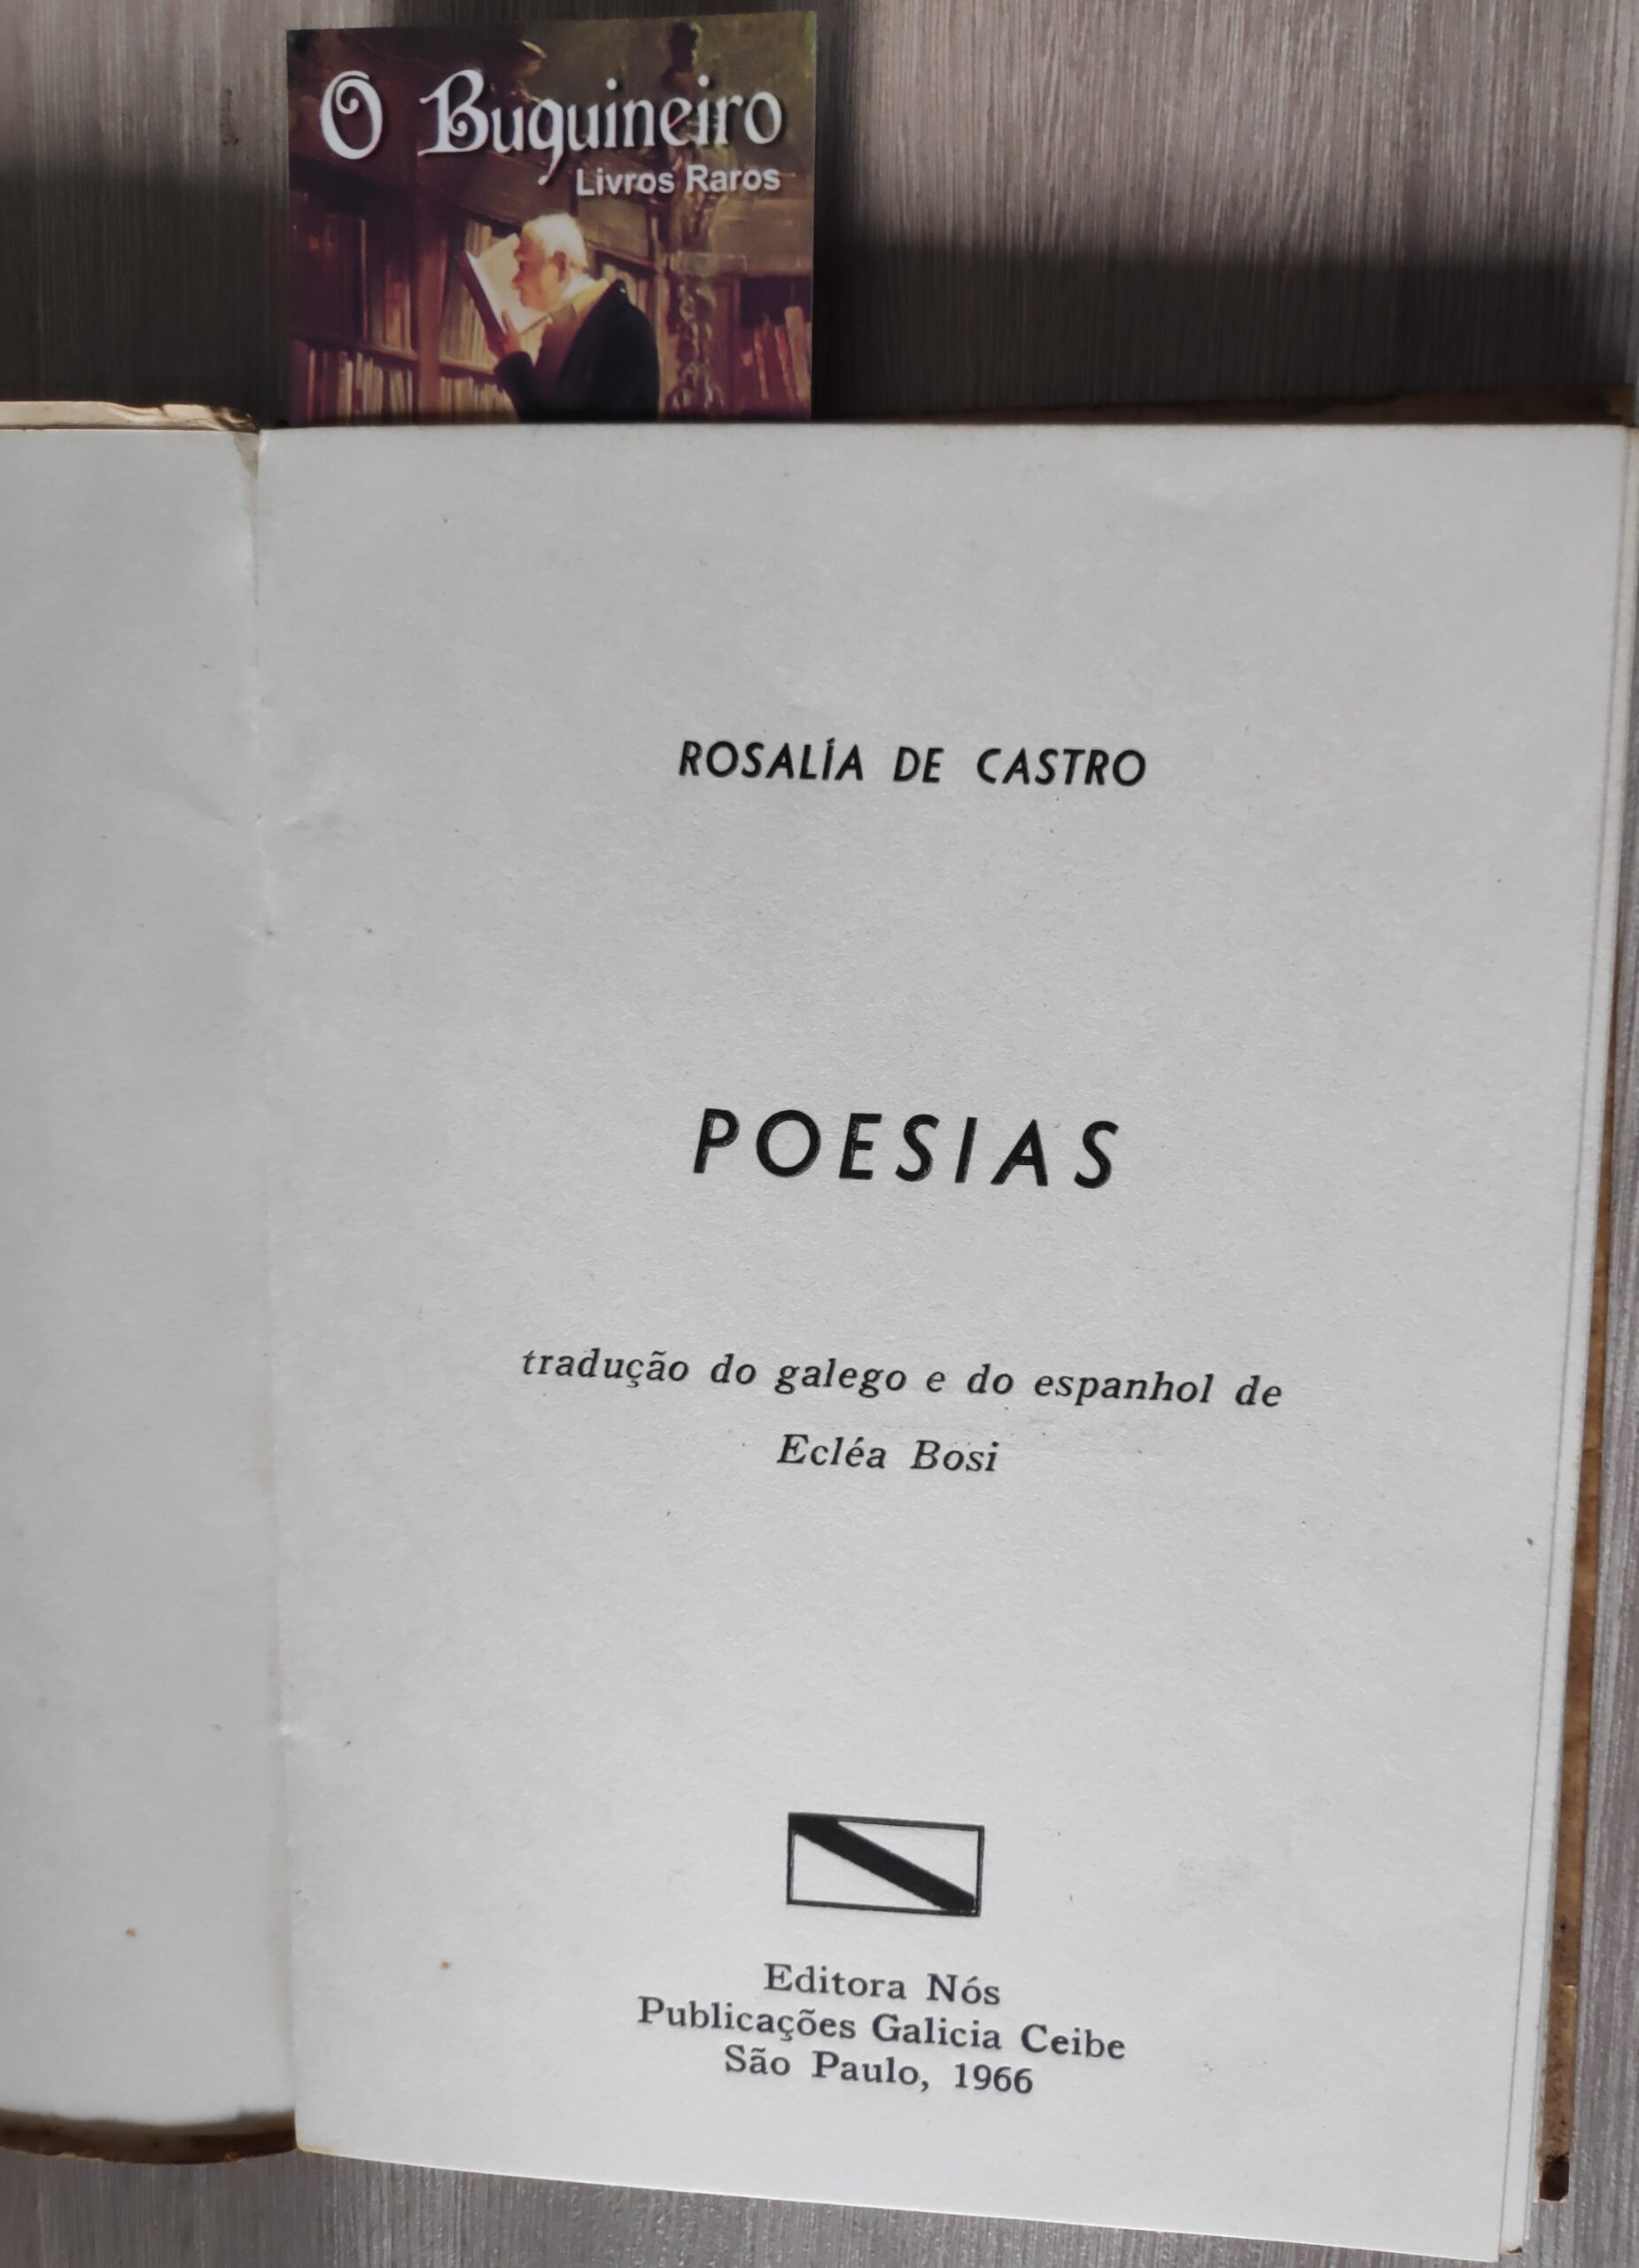 O Buquineiro
Livros Raros
ROSALÍA DE CASTRO
POESIAS
tradução do galego e do espanhol de
Ecléa Bosi
Editora Nós
Publicações Galicia Ceibe
São Paulo, 1966